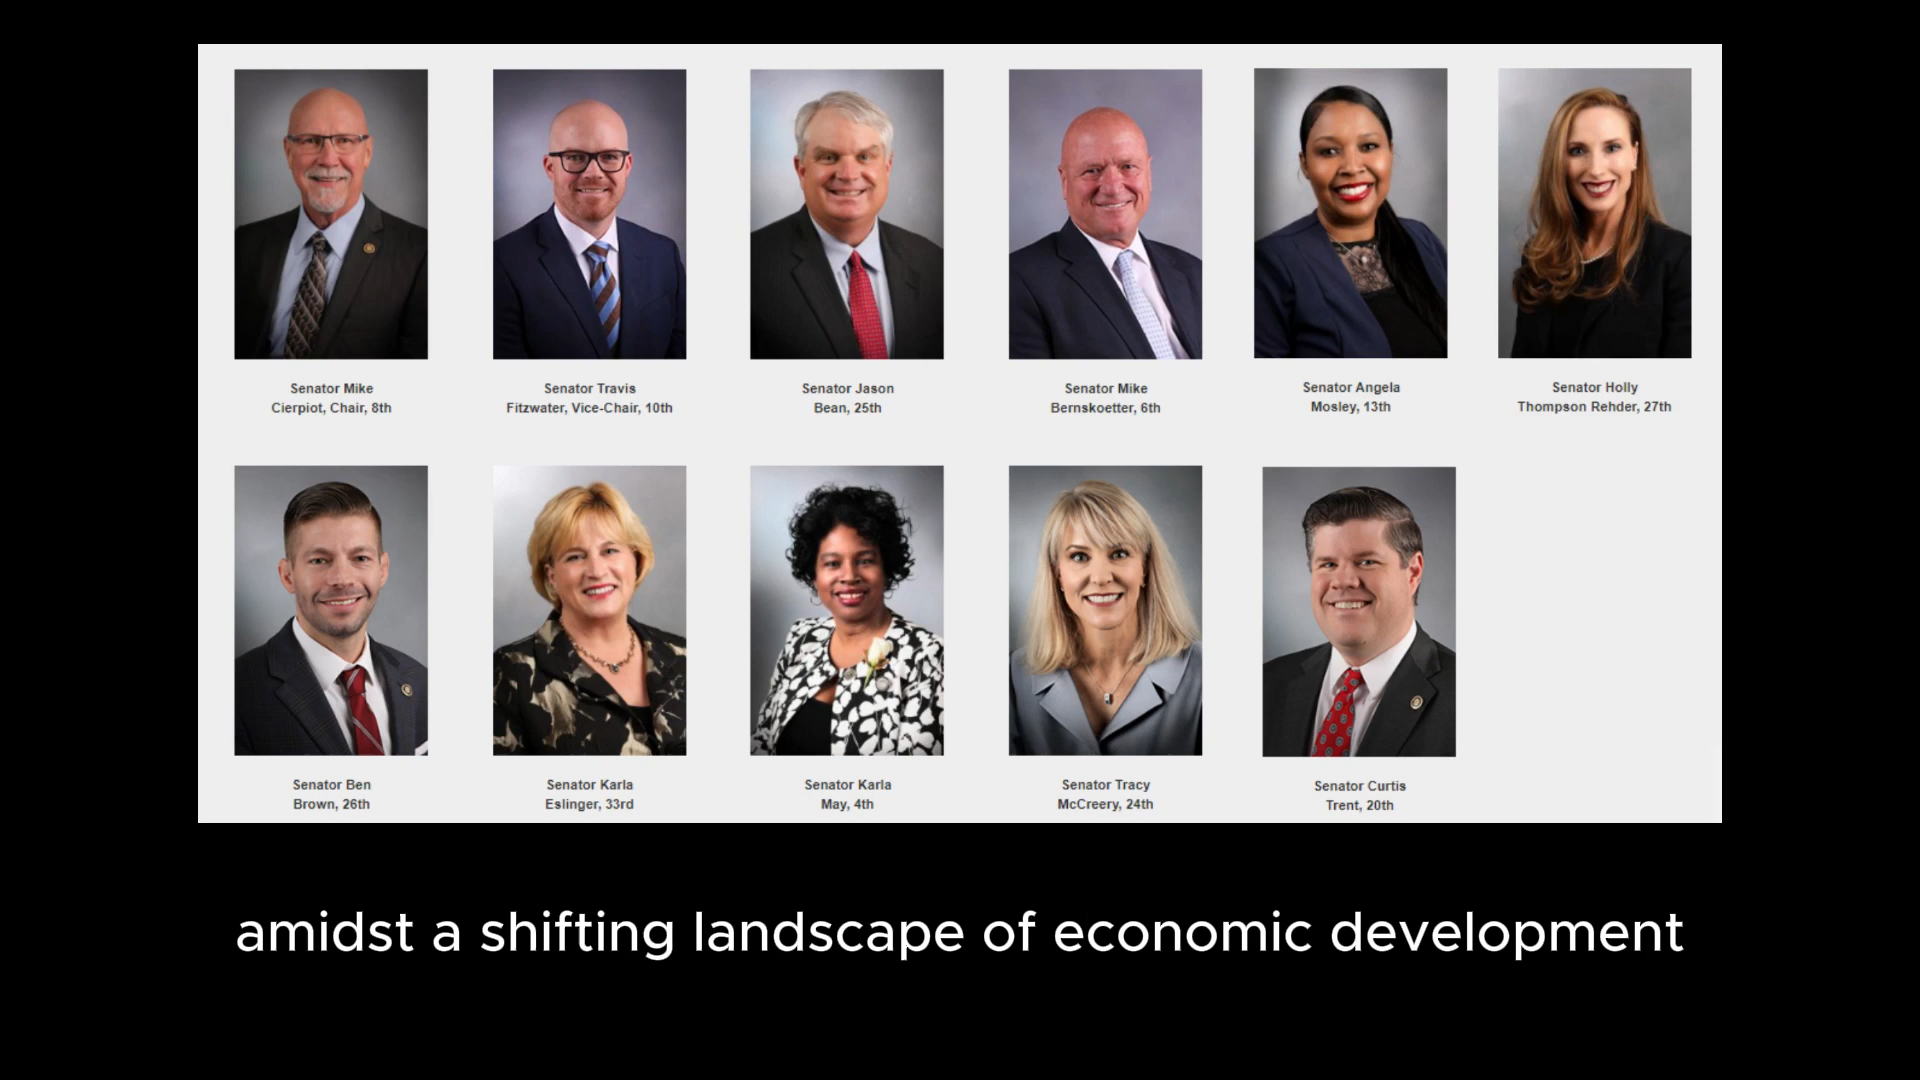 Senator Mike
Cierpiot, Chair, 8th
Senator Travis
Fitzwater, Vice-Chair, 10th
Senator Jason
Bean, 25th
Senator Mike
Bernskoetter, 6th
Senator Angela
Mosley, 13th
Senator Holly
Thompson Rehder, 27th
Senator Ben
Brown, 26th
Senator Karla
Eslinger, 33rd
Senator Karla
May, 4th
Senator Tracy
McCreery, 24th
Senator Curtis
Trent, 20th
amidst a shifting landscape of economic development